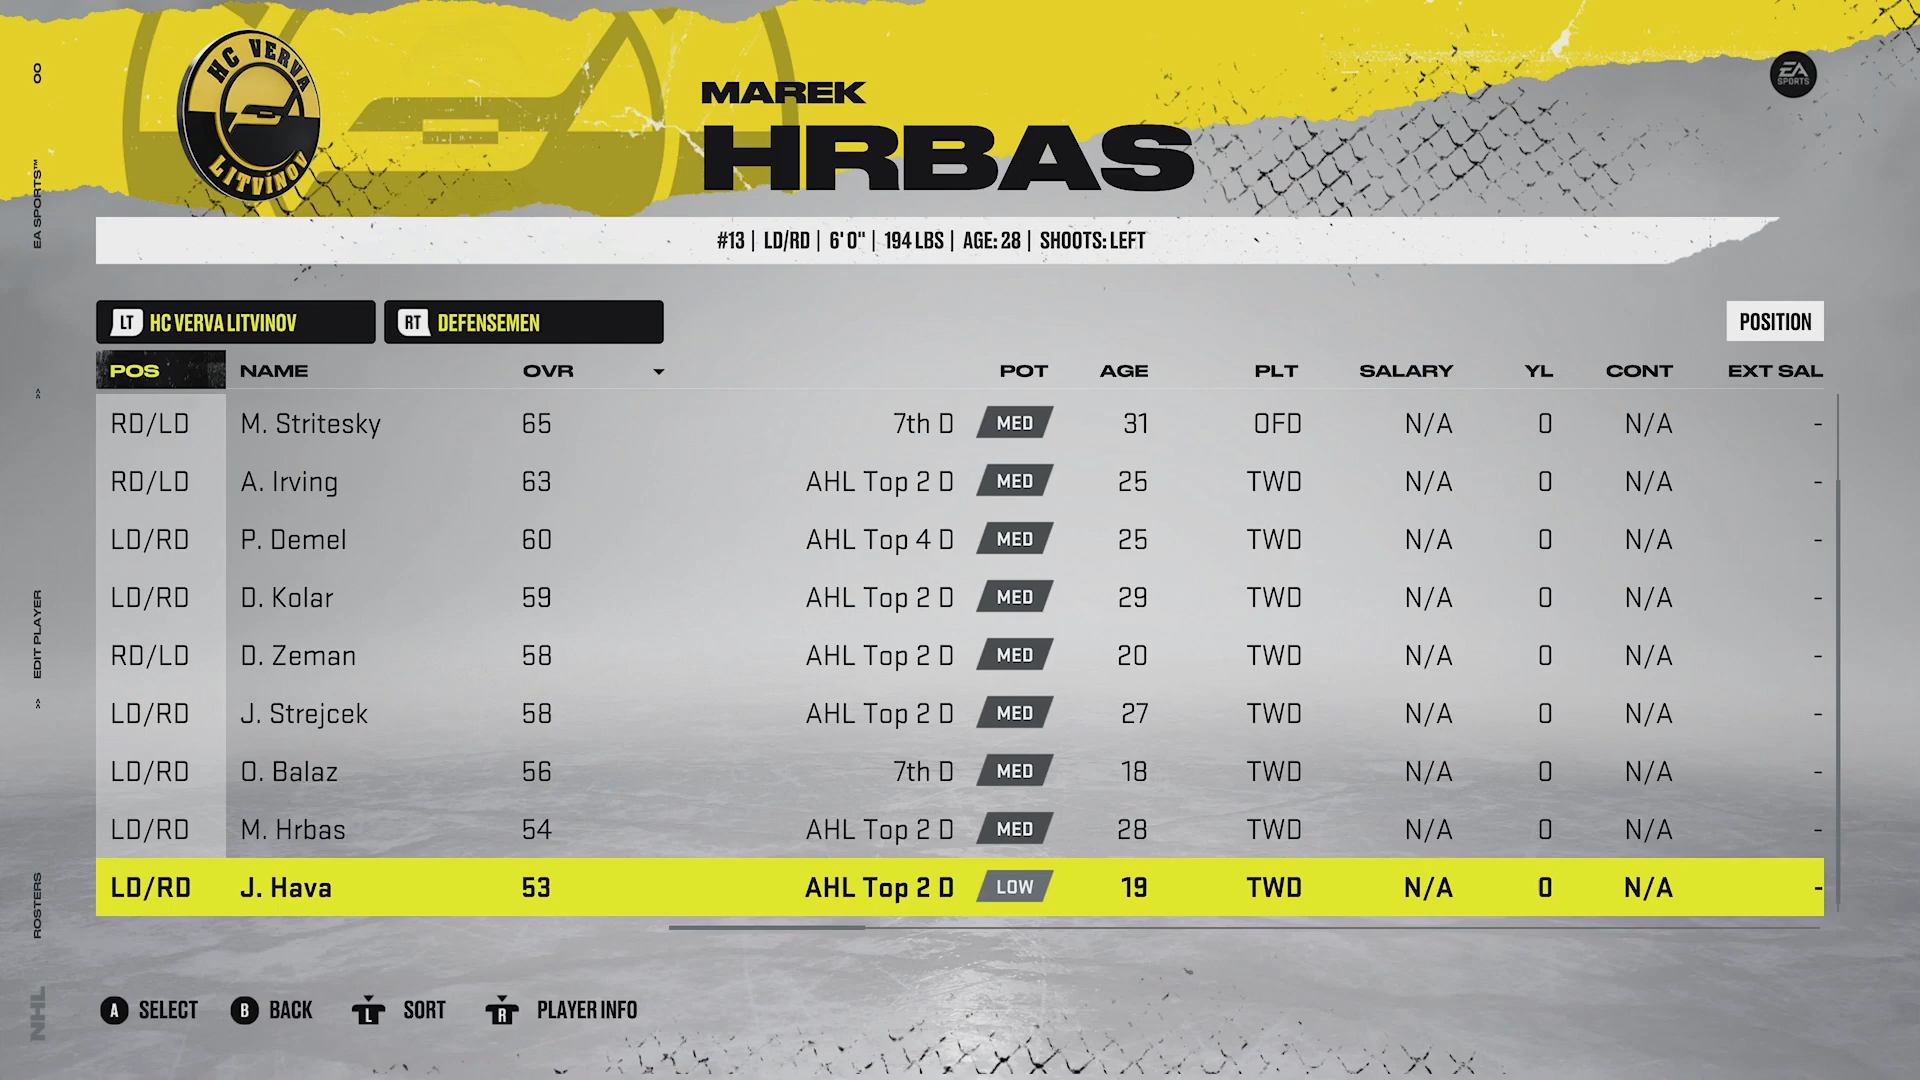 HC VERVA
LITVÍNOV
MAREK
HRBAS
EA
SPORTS
#13 | LD/RD | 6' 0" | 194 LBS | AGE: 28 | SHOOTS: LEFT
LT HC VERVA LITVINOV RT DEFENSEMEN POSITION
POS NAME OVR POT AGE PLT SALARY YL CONT EXT SAL
RD/LD M. Stritesky 65 7th D MED 31 OFD N/A 0 N/A -
RD/LD A. Irving 63 AHL Top 2 D MED 25 TWD N/A 0 N/A -
LD/RD P. Demel 60 AHL Top 4 D MED 25 TWD N/A 0 N/A -
LD/RD D. Kolar 59 AHL Top 2 D MED 29 TWD N/A 0 N/A -
RD/LD D. Zeman 58 AHL Top 2 D MED 20 TWD N/A 0 N/A -
LD/RD J. Strejcek 58 AHL Top 2 D MED 27 TWD N/A 0 N/A -
LD/RD O. Balaz 56 7th D MED 18 TWD N/A 0 N/A -
LD/RD M. Hrbas 54 AHL Top 2 D MED 28 TWD N/A 0 N/A -
LD/RD J. Hava 53 AHL Top 2 D LOW 19 TWD N/A 0 N/A -
A SELECT B BACK L SORT R PLAYER INFO
NHL ROSTERS >> EDIT PLAYER >> EA SPORTS™ OO